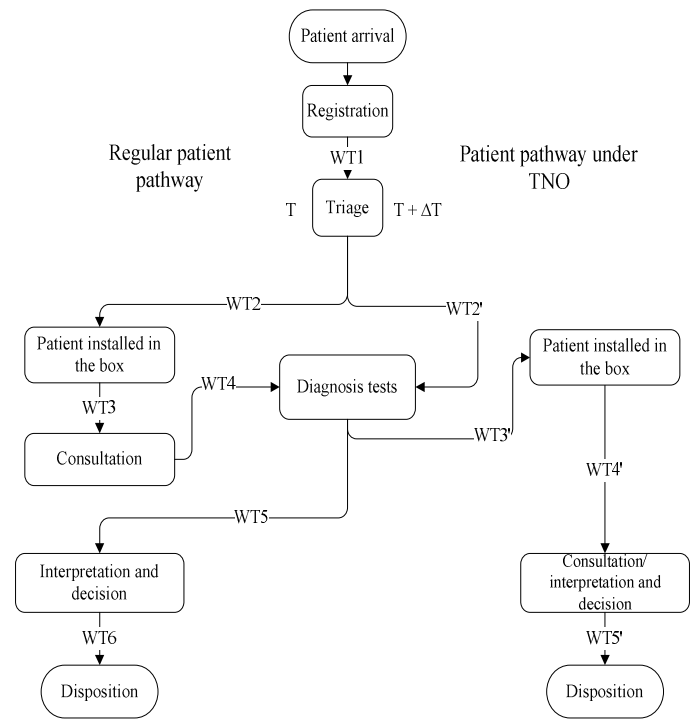 Patient arrival
Registration
Regular patient
pathway
WT1
Patient pathway under
TNO
T
Triage
T + ΔT
WT2
WT2'
Patient installed in
the box
WT4
Diagnosis tests
Patient installed in
the box
WT3
Consultation
WT3'
WT4'
WT5
Interpretation and
decision
Consultation/
interpretation and
decision
WT6
WT5'
Disposition
Disposition